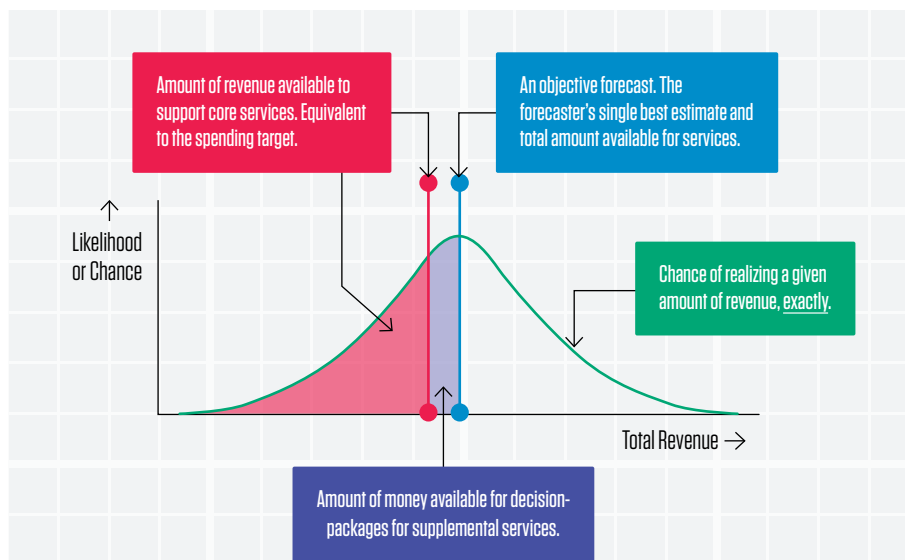 Amount of revenue available to
support core services. Equivalent
to the spending target.
An objective forecast. The
forecaster's single best estimate and
total amount available for services.
Likelihood
or Chance
Chance of realizing a given
amount of revenue, exactly.
Total Revenue
Amount of money available for decision-
packages for supplemental services.